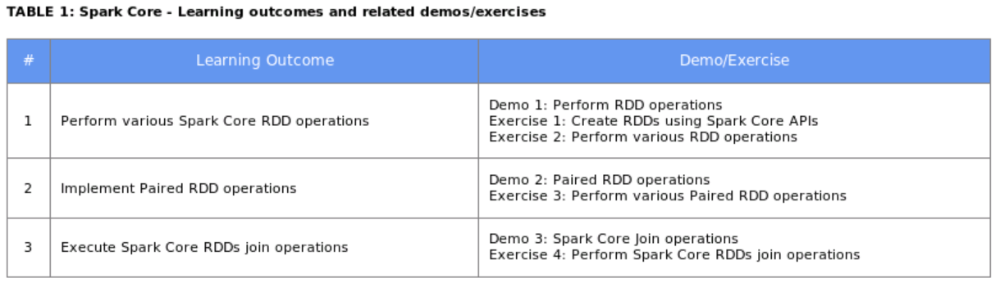 TABLE 1: Spark Core - Learning outcomes and related demos/exercises
# Learning Outcome Demo/Exercise
1 Perform various Spark Core RDD operations
Demo 1: Perform RDD operations
Exercise 1: Create RDDs using Spark Core APIs
Exercise 2: Perform various RDD operations
2 Implement Paired RDD operations
Demo 2: Paired RDD operations
Exercise 3: Perform various Paired RDD operations
3 Execute Spark Core RDDs join operations
Demo 3: Spark Core Join operations
Exercise 4: Perform Spark Core RDDs join operations